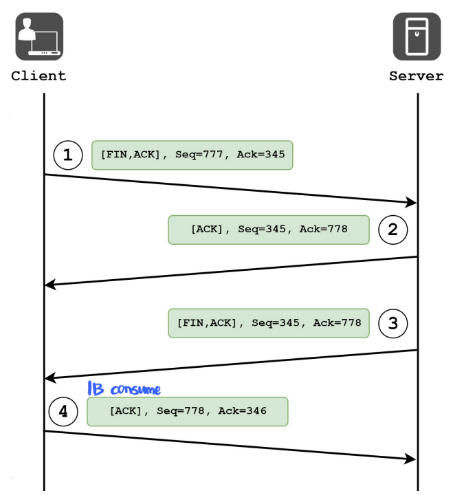 Client
Server
1
[FIN,ACK], Seq=777, Ack=345
[ACK], Seq=345, Ack=778
2
[FIN,ACK], Seq=345, Ack=778
3
1B consume
4
[ACK], Seq=778, Ack=346